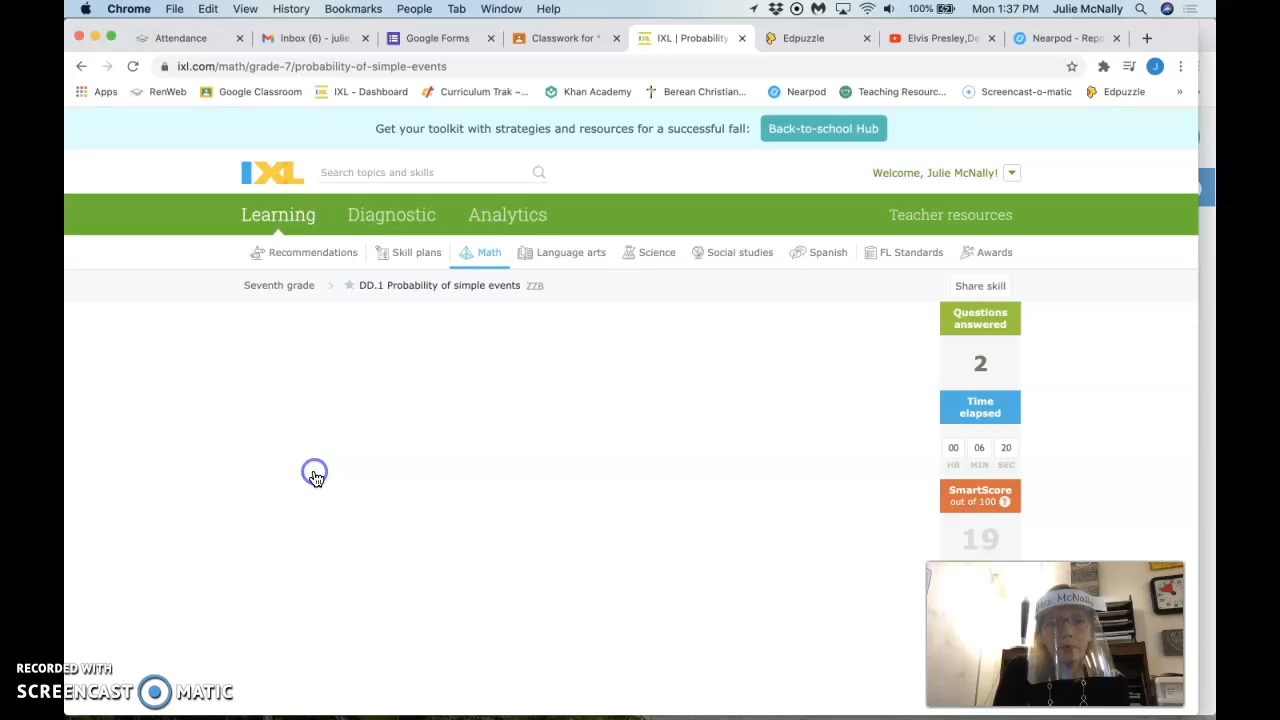 Chrome File Edit View History Bookmarks People Tab Window Help 100% Mon 1:37 PM Julie McNally
Attendance Inbox (6) - julie. Google Forms Classwork for " IXL | Probability Edpuzzle Elvis Presley,De Nearpod - Repo
ixl.com/math/grade-7/probability-of-simple-events
Apps RenWeb Google Classroom IXL - Dashboard Curriculum Trak ~... Khan Academy Berean Christian... Nearpod Teaching Resourc... Screencast-o-matic Edpuzzle »
Get your toolkit with strategies and resources for a successful fall: Back-to-school Hub
IXL Search topics and skills Welcome, Julie McNally!
Learning Diagnostic Analytics Teacher resources
Recommendations Skill plans Math Language arts Science Social studies Spanish FL Standards Awards
Seventh grade > DD.1 Probability of simple events ZZB Share skill
Questions
answered
2
Time
elapsed
00 06 20
HR MIN SEC
SmartScore
out of 100 ?
19
Mrs. McNally
RECORDED WITH
SCREENCAST MATIC